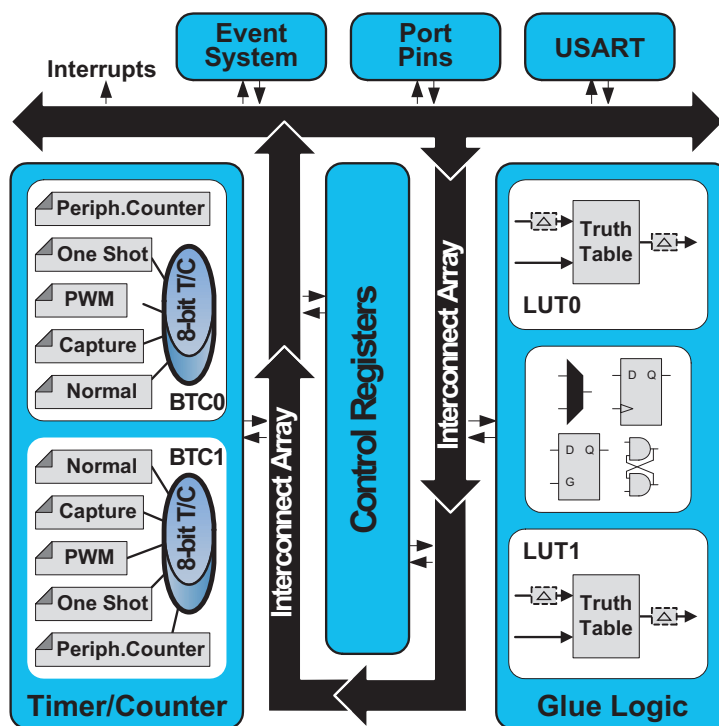 Event
System
Port
Pins
USART
Interrupts
Periph.Counter
One Shot
PWM
Capture
Normal
8-bit T/C
BTC0
Normal
Capture
PWM
One Shot
Periph.Counter
8-bit T/C
BTC1
Timer/Counter
Interconnect Array
Control Registers
Interconnect Array
Truth
Table
LUT0
D Q
D Q
G
LUT1
Truth
Table
Glue Logic